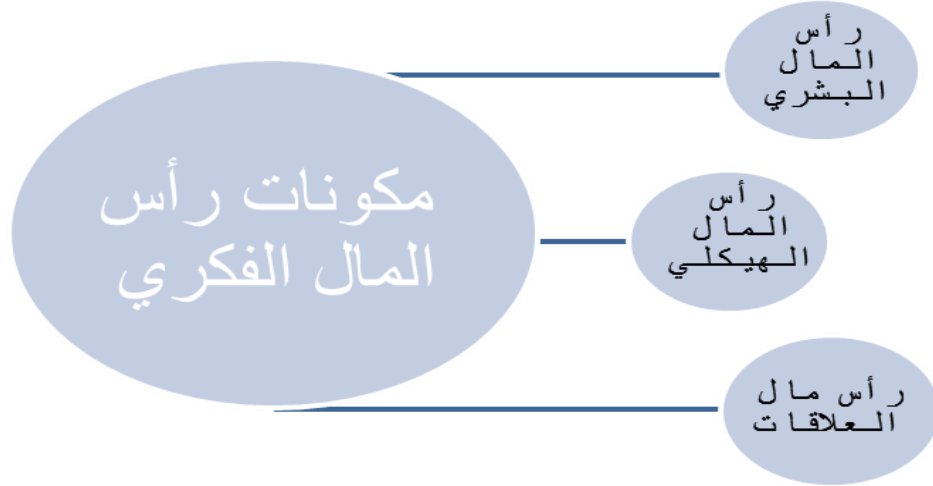 مكونات رأس
المال الفكري
رأس
المال
البشري
رأس
المال
الهيكلي
رأس مال
العلاقات